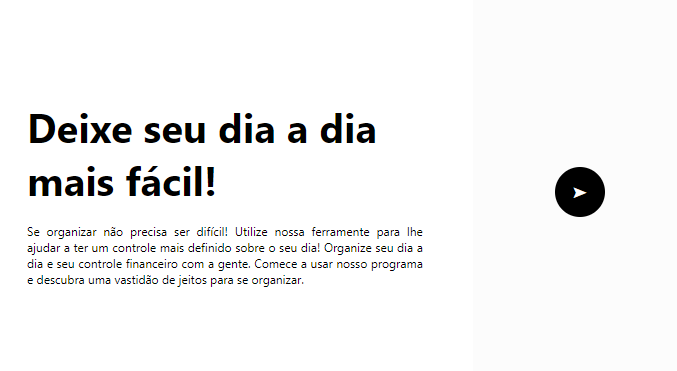 Deixe seu dia a dia
mais fácil!
Se organizar não precisa ser difícil! Utilize nossa ferramente para lhe
ajudar a ter um controle mais definido sobre o seu dia! Organize seu dia a
dia e seu controle financeiro com a gente. Comece a usar nosso programa
e descubra uma vastidão de jeitos para se organizar.